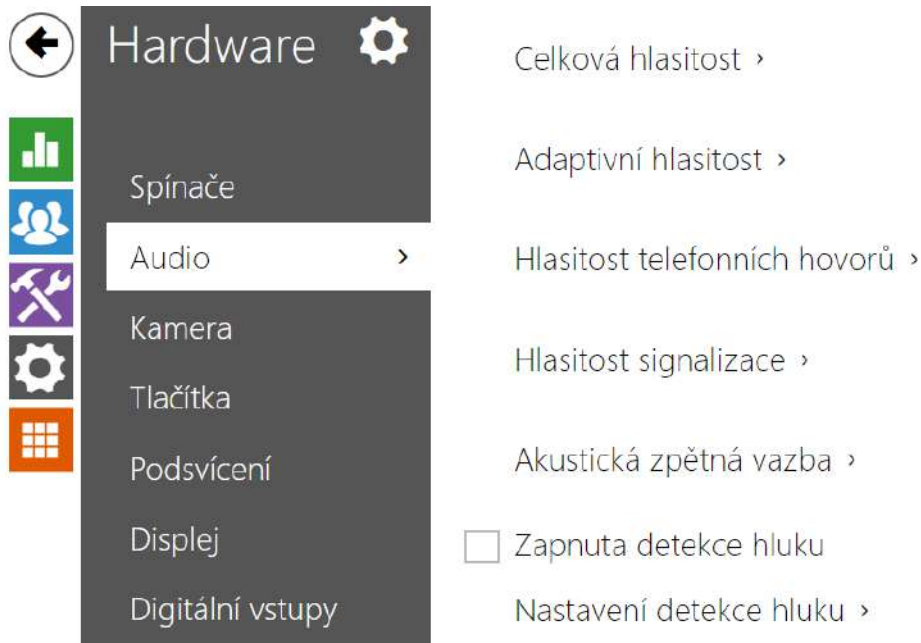 Hardware
Spínače
Audio
Kamera
Tlačítka
Podsvícení
Displej
Digitální vstupy
Celková hlasitost
Adaptivní hlasitost
Hlasitost telefonních hovorů
Hlasitost signalizace
Akustická zpětná vazba
Zapnuta detekce hluku
Nastavení detekce hluku